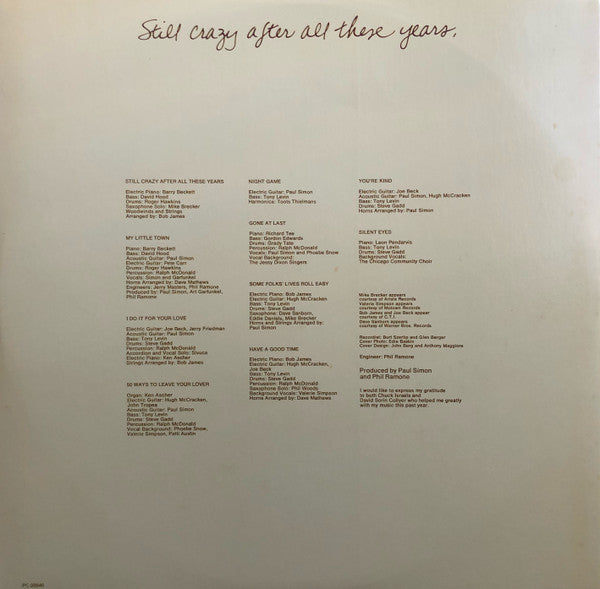 Still crazy after all these years.
STILL CRAZY AFTER ALL THESE YEARS
Electric Piano: Barry Beckett
Bass: David Hood
Drums: Roger Hawkins
Saxophone Solo: Mike Brecker
Woodwinds and Strings
Arranged by: Bob James
MY LITTLE TOWN
Piano: Barry Beckett
Bass: David Hood
Acoustic Guitar: Paul Simon
Electric Guitar: Pete Carr
Drums: Roger Hawkins
Percussion: Ralph McDonald
Vocals: Simon and Garfunkel
Horns Arranged by: Dave Mathews
Engineers: Jerry Masters, Phil Ramone
Produced by: Paul Simon, Art Garfunkel,
Phil Ramone
I DO IT FOR YOUR LOVE
Electric Guitar: Joe Beck, Jerry Friedman
Acoustic Guitar: Paul Simon
Bass: Tony Levin
Drums: Steve Gadd
Percussion: Ralph McDonald
Accordion and Vocal Solo: Sivuca
Electric Piano: Ken Ascher
Strings Arranged by: Bob James
50 WAYS TO LEAVE YOUR LOVER
Organ: Ken Ascher
Electric Guitar: Hugh McCracken,
John Tropea
Acoustic Guitar: Paul Simon
Bass: Tony Levin
Drums: Steve Gadd
Percussion: Ralph McDonald
Vocal Background: Phoebe Snow,
Valerie Simpson, Patti Austin
NIGHT GAME
Electric Guitar: Paul Simon
Bass: Tony Levin
Harmonica: Toots Thielmans
GONE AT LAST
Piano: Richard Tee
Bass: Gordon Edwards
Drums: Grady Tate
Percussion: Ralph McDonald
Vocals: Paul Simon and Phoebe Snow
Vocal Background:
The Jessy Dixon Singers
SOME FOLKS' LIVES ROLL EASY
Electric Piano: Bob James
Electric Guitar: Hugh McCracken
Bass: Tony Levin
Drums: Steve Gadd
Saxophone: Dave Sanborn,
Eddie Daniels, Mike Brecker
Horns and Strings Arranged by:
Paul Simon
HAVE A GOOD TIME
Electric Piano: Bob James
Electric Guitar: Hugh McCracken,
Joe Beck
Bass: Tony Levin
Drums: Steve Gadd
Percussion: Ralph McDonald
Saxophone Solo: Phil Woods
Background Vocals: Valerie Simpson
Horns Arranged by: Dave Mathews
YOU'RE KIND
Electric Guitar: Joe Beck
Acoustic Guitar: Paul Simon, Hugh McCracken
Bass: Tony Levin
Drums: Steve Gadd
Horns Arranged by: Paul Simon
SILENT EYES
Piano: Leon Pendarvis
Bass: Tony Levin
Drums: Steve Gadd
Background Vocals:
The Chicago Community Choir
Mike Brecker appears
courtesy of Arista Records
Valerie Simpson appears
courtesy of Motown Records
Bob James and Joe Beck appear
courtesy of C.T.I.
Dave Sanborn appears
courtesy of Warner Bros. Records.
Recordist: Burt Szerlip and Glen Berger
Cover Photo: Edie Baskin
Cover Design: John Berg and Anthony Maggiore
Engineer: Phil Ramone
Produced by Paul Simon
and Phil Ramone
I would like to express my gratitude
to both Chuck Israels and
David Sorin Collyer who helped me greatly
with my music this past year.